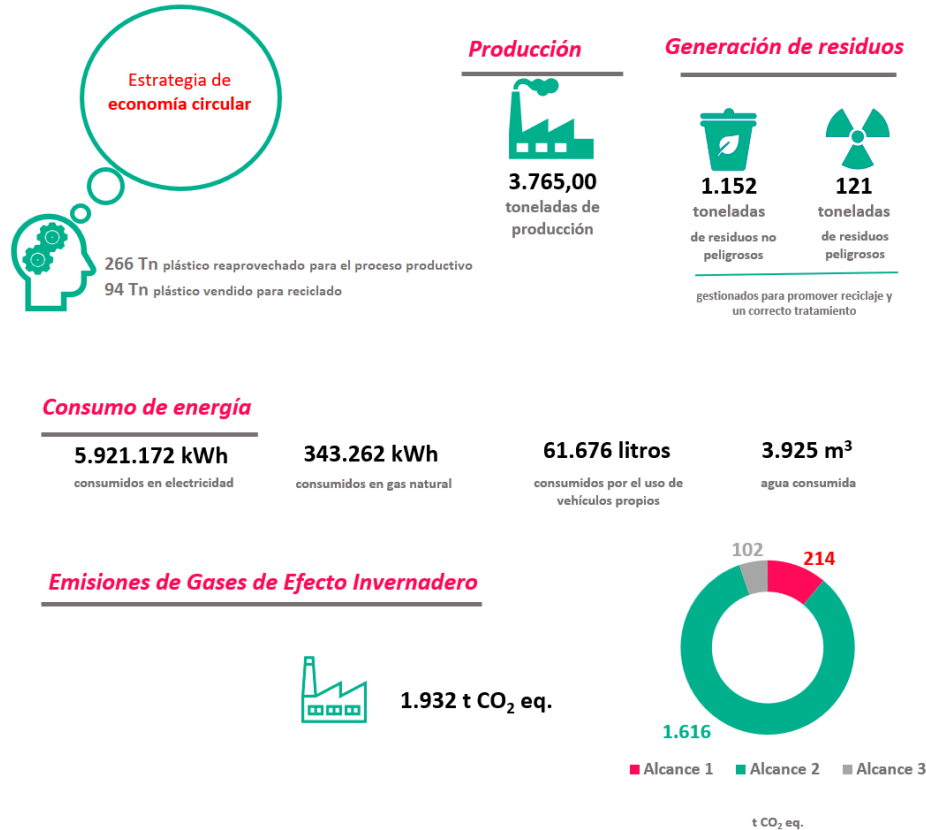 Estrategia de
economía circular
266 Tn plástico reaprovechado para el proceso productivo
94 Tn plástico vendido para reciclado
Producción
3.765,00
toneladas de
producción
Generación de residuos
1.152
toneladas
de residuos no
peligrosos
121
toneladas
de residuos
peligrosos
gestionados para promover reciclaje y
un correcto tratamiento
Consumo de energía
5.921.172 kWh
consumidos en electricidad
343.262 kWh
consumidos en gas natural
61.676 litros
consumidos por el uso de
vehículos propios
3.925 m³
agua consumida
Emisiones de Gases de Efecto Invernadero
1.932 t CO₂ eq.
102
214
1.616
Alcance 1 Alcance 2 Alcance 3
t CO₂ eq.